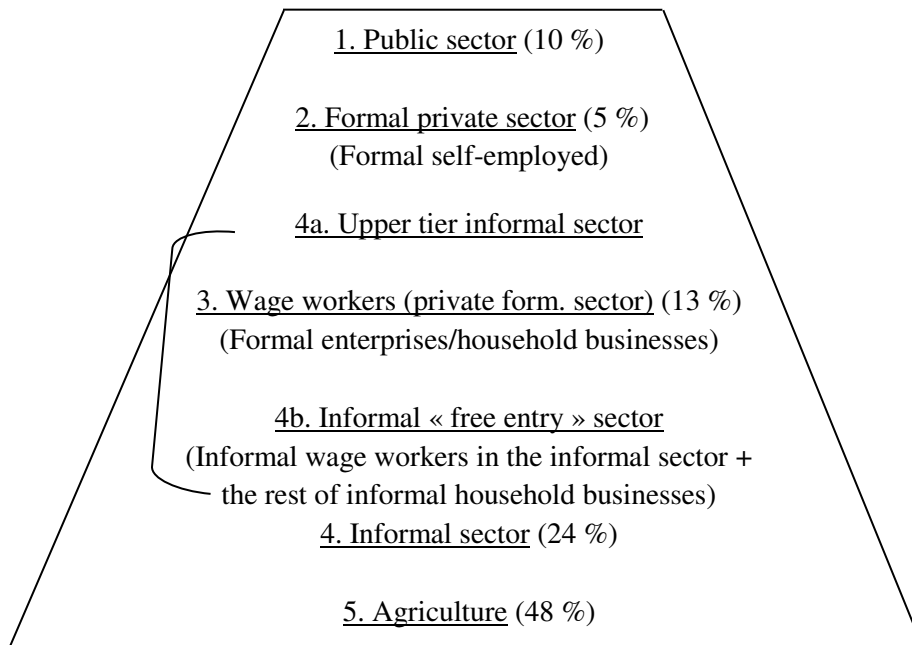 1. Public sector (10 %)
2. Formal private sector (5 %)
(Formal self-employed)
4a. Upper tier informal sector
3. Wage workers (private form. sector) (13 %)
(Formal enterprises/household businesses)
4b. Informal « free entry » sector
(Informal wage workers in the informal sector +
the rest of informal household businesses)
4. Informal sector (24 %)
5. Agriculture (48 %)